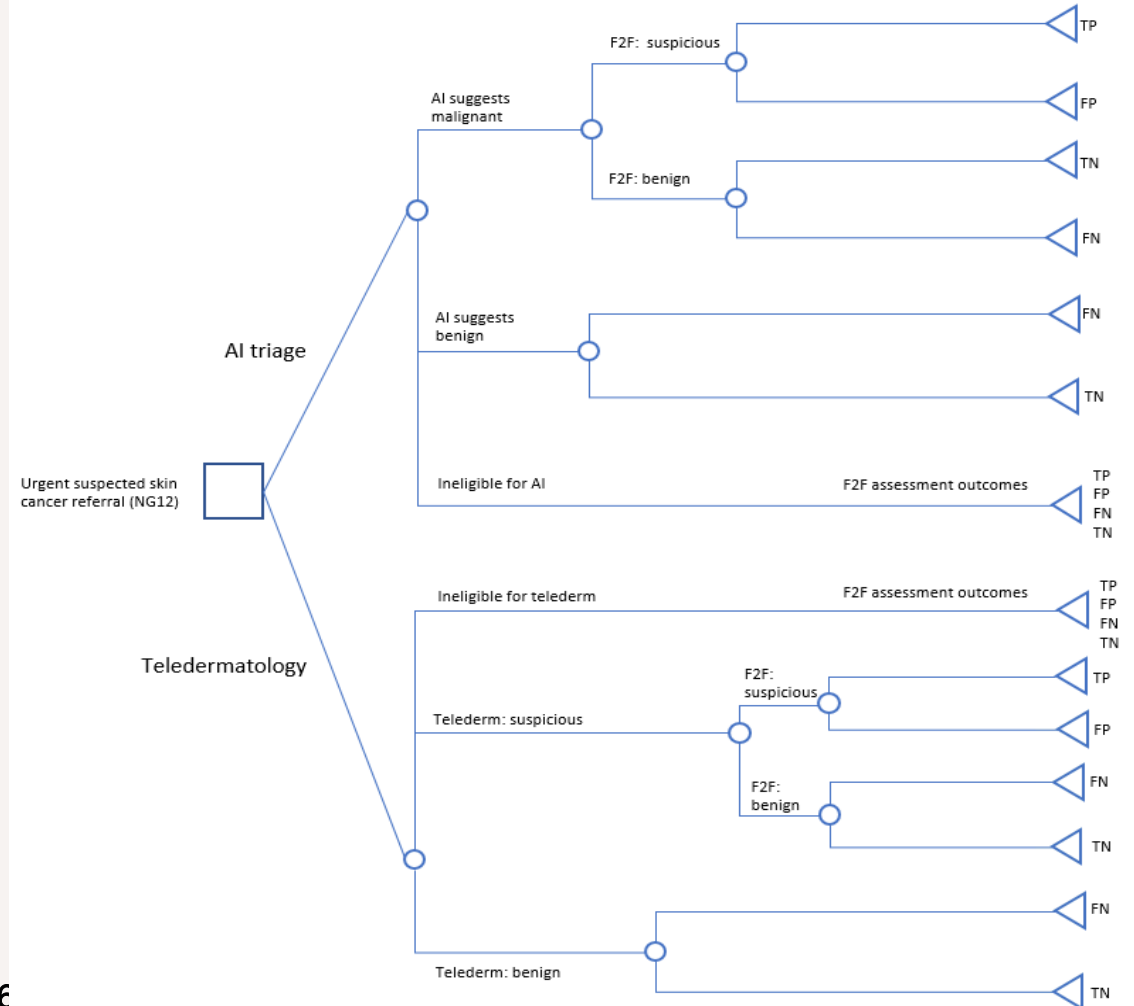 TP
F2F: suspicious
AI suggests
malignant
FP
TN
F2F: benign
FN
AI suggests
benign
FN
AI triage
TN
Urgent suspected skin
cancer referral (NG12)
Ineligible for AI
F2F assessment outcomes
TP
FP
FN
TN
Ineligible for telederm
F2F assessment outcomes
TP
FP
FN
TN
Teledermatology
F2F:
suspicious
TP
Telederm: suspicious
FP
F2F:
benign
FN
TN
FN
Telederm: benign
TN